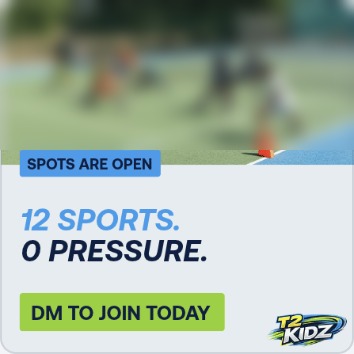 SPOTS ARE OPEN
12 SPORTS.
0 PRESSURE.
DM TO JOIN TODAY
T2
KIDZ